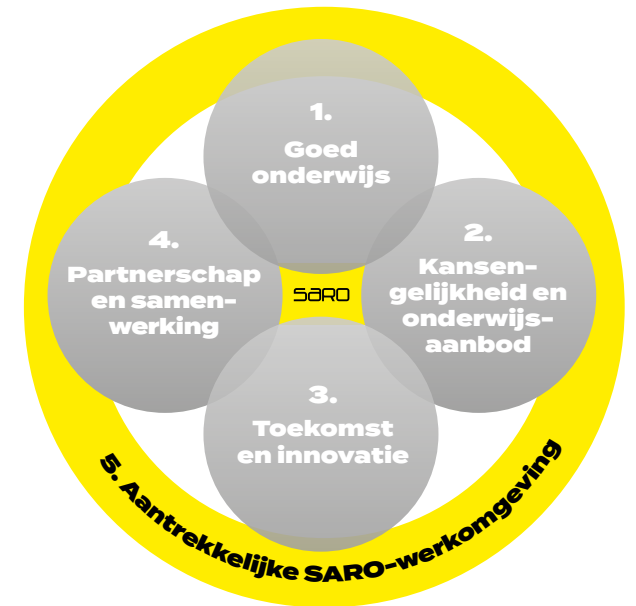 1.
Goed
onderwijs
4.
Partnerschap
en samen-
werking
saro
2.
Kansen-
gelijkheid en
onderwijs-
aanbod
3.
Toekomst
en innovatie
5. Aantrekkelijke SARO-werkomgeving